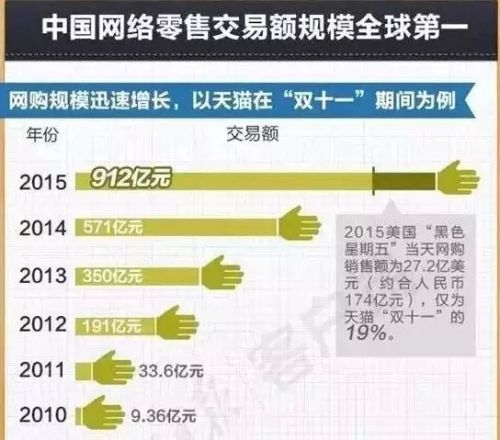 中国网络零售交易额规模全球第一
网购规模迅速增长，以天猫在“双十一”期间为例
年份 交易额
2015 912亿元
2014 571亿元
2013 350亿元
2012 191亿元
2011 33.6亿元
2010 9.36亿元
2015美国“黑色
星期五”当天网购
销售额为27.2亿美
元（约合人民币
174亿元），仅为
天猫“双十一”的
19%。
客户